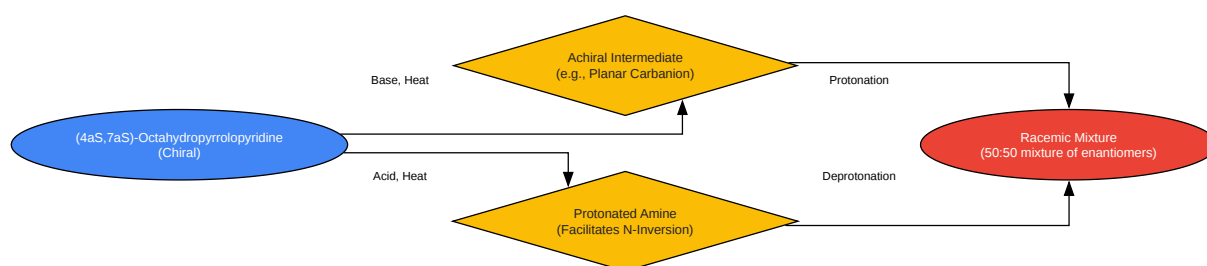 Achiral Intermediate
(e.g., Planar Carbanion)
Base, Heat
Protonation
(4aS,7aS)-Octahydropyrrolopyridine
(Chiral)
Racemic Mixture
(50:50 mixture of enantiomers)
Acid, Heat
Deprotonation
Protonated Amine
(Facilitates N-Inversion)